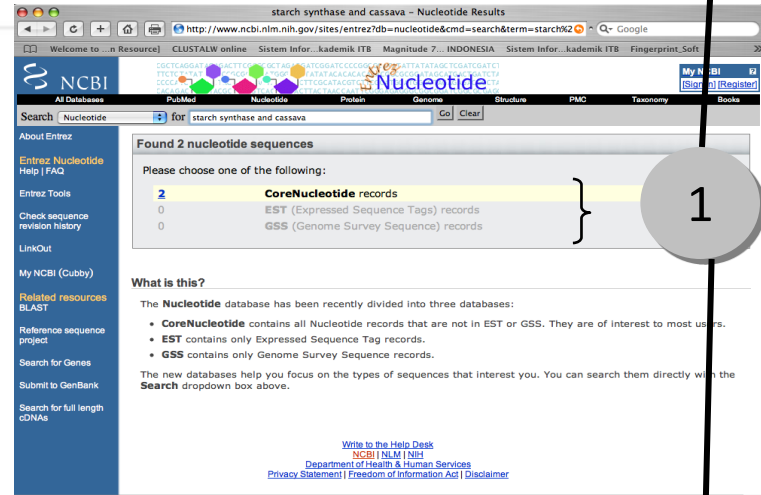 starch synthase and cassava – Nucleotide Results
http://www.ncbi.nlm.nih.gov/sites/entrez?db=nucleotide&cmd=search&term=starch%2
Google
Welcome to ...n Resource] CLUSTALW online Sistem Infor...kademik ITB Magnitude 7... INDONESIA Sistem Infor...kademik ITB Fingerprint_Soft
NCBI
Entrez Nucleotide
My NCBI
[Sign In] [Register]
All Databases PubMed Nucleotide Protein Genome Structure PMC Taxonomy Books
Search Nucleotide for starch synthase and cassava Go Clear
About Entrez
Entrez Nucleotide
Help | FAQ
Entrez Tools
Check sequence
revision history
LinkOut
My NCBI (Cubby)
Related resources
BLAST
Reference sequence
project
Search for Genes
Submit to GenBank
Search for full length
cDNAs
Found 2 nucleotide sequences
Please choose one of the following:
2 CoreNucleotide records
0 EST (Expressed Sequence Tags) records
0 GSS (Genome Survey Sequence) records
1
What is this?
The Nucleotide database has been recently divided into three databases:
• CoreNucleotide contains all Nucleotide records that are not in EST or GSS. They are of interest to most users.
• EST contains only Expressed Sequence Tag records.
• GSS contains only Genome Survey Sequence records.
The new databases help you focus on the types of sequences that interest you. You can search them directly with the
Search dropdown box above.
Write to the Help Desk
NCBI | NLM | NIH
Department of Health & Human Services
Privacy Statement | Freedom of Information Act | Disclaimer